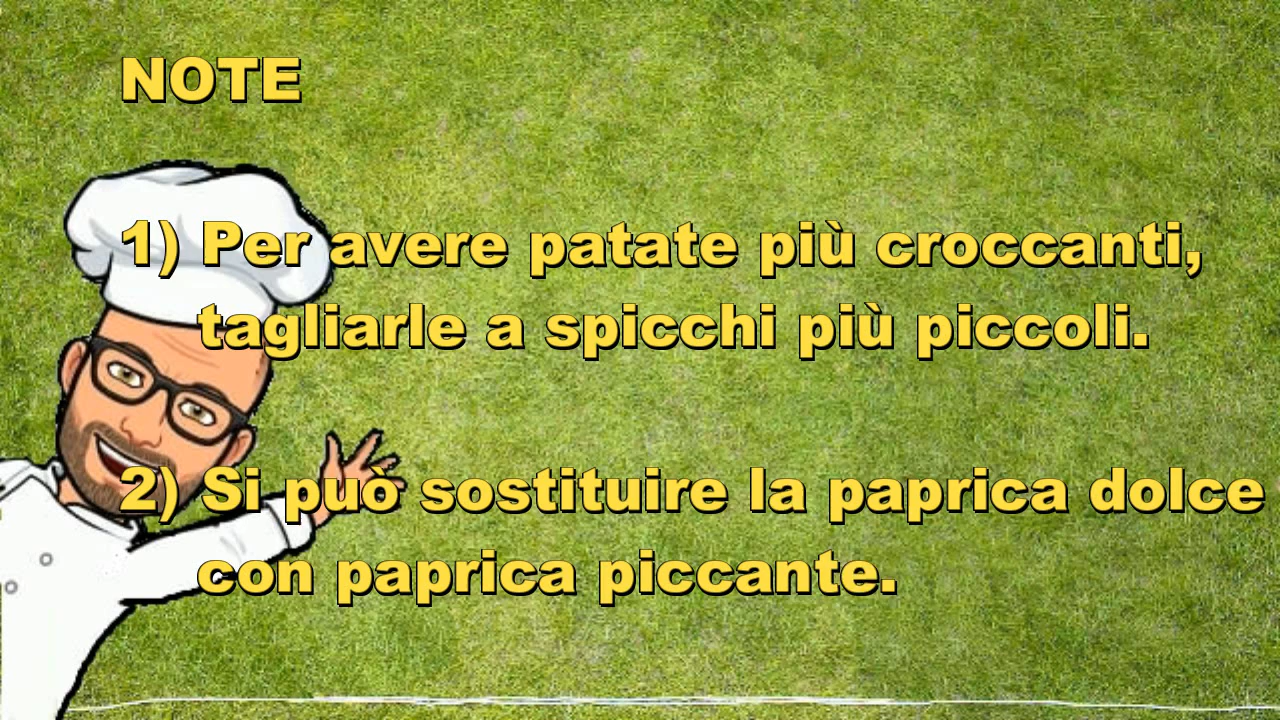 NOTE
1) Per avere patate più croccanti,
tagliarle a spicchi più piccoli.
2) Si può sostituire la paprica dolce
con paprica piccante.